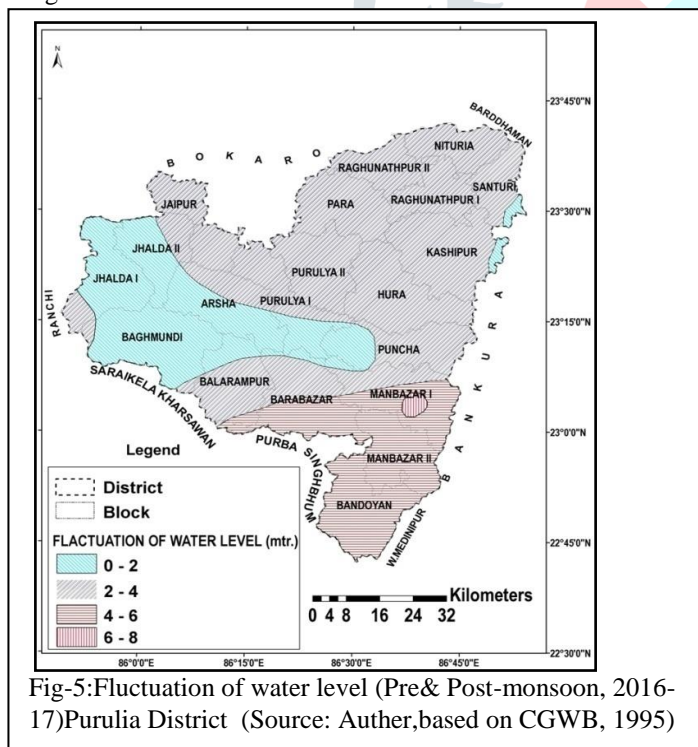 N
23°45'0"N
23°30'0"N
23°15'0"N
23°0'0"N
22°45'0"N
22°30'0"N
BARDDHAMAN
BOKARO
NITURIA
RAGHUNATHPUR II
SANTURI
JAIPUR
PARA
RAGHUNATHPUR I
JHALDA II
KASHIPUR
JHALDA I
PURULYA II
ARSHA
PURULYA I
HURA
RANCHI
BAGHMUNDI
PUNCHA
BANKURA
SARAIKELA KHARSAWAN
BALARAMPUR
BARABAZAR
MANBAZAR I
PURBA SINGHBHUM
MANBAZAR II
BANDOYAN
W.MEDINIPUR
Legend
District
Block
FLACTUATION OF WATER LEVEL (mtr.)
0 - 2
2 - 4
4 - 6
6 - 8
Kilometers
0 4 8 16 24 32
86°0'0"E 86°15'0"E 86°30'0"E 86°45'0"E
Fig-5:Fluctuation of water level (Pre& Post-monsoon, 2016-
17)Purulia District (Source: Auther,based on CGWB, 1995)